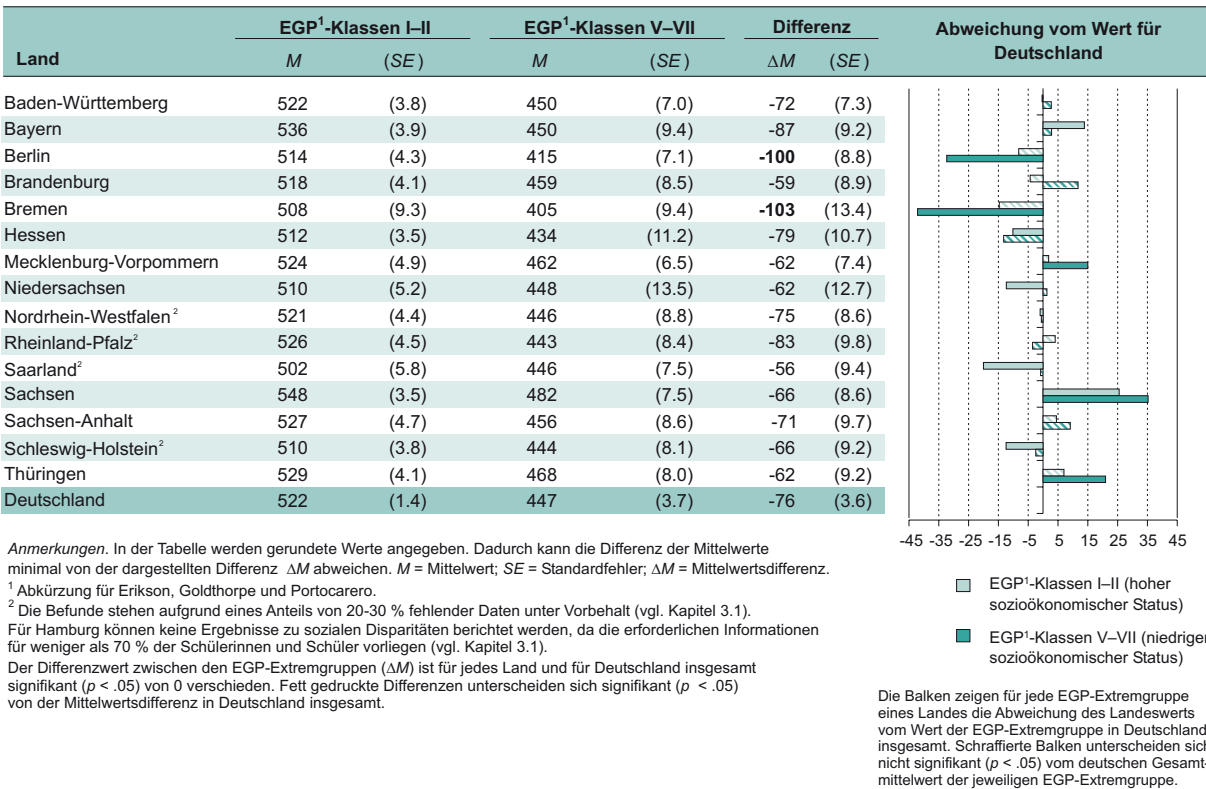 EGP¹-Klassen I–II EGP¹-Klassen V–VII Differenz Abweichung vom Wert für Deutschland
Land M (SE) M (SE) ΔM (SE)
Baden-Württemberg 522 (3.8) 450 (7.0) -72 (7.3)
Bayern 536 (3.9) 450 (9.4) -87 (9.2)
Berlin 514 (4.3) 415 (7.1) -100 (8.8)
Brandenburg 518 (4.1) 459 (8.5) -59 (8.9)
Bremen 508 (9.3) 405 (9.4) -103 (13.4)
Hessen 512 (3.5) 434 (11.2) -79 (10.7)
Mecklenburg-Vorpommern 524 (4.9) 462 (6.5) -62 (7.4)
Niedersachsen 510 (5.2) 448 (13.5) -62 (12.7)
Nordrhein-Westfalen² 521 (4.4) 446 (8.8) -75 (8.6)
Rheinland-Pfalz² 526 (4.5) 443 (8.4) -83 (9.8)
Saarland² 502 (5.8) 446 (7.5) -56 (9.4)
Sachsen 548 (3.5) 482 (7.5) -66 (8.6)
Sachsen-Anhalt 527 (4.7) 456 (8.6) -71 (9.7)
Schleswig-Holstein² 510 (3.8) 444 (8.1) -66 (9.2)
Thüringen 529 (4.1) 468 (8.0) -62 (9.2)
Deutschland 522 (1.4) 447 (3.7) -76 (3.6)
-45 -35 -25 -15 -5 5 15 25 35 45
Anmerkungen. In der Tabelle werden gerundete Werte angegeben. Dadurch kann die Differenz der Mittelwerte
minimal von der dargestellten Differenz ΔM abweichen. M = Mittelwert; SE = Standardfehler; ΔM = Mittelwertsdifferenz.
¹ Abkürzung für Erikson, Goldthorpe und Portocarero.
² Die Befunde stehen aufgrund eines Anteils von 20-30 % fehlender Daten unter Vorbehalt (vgl. Kapitel 3.1).
Für Hamburg können keine Ergebnisse zu sozialen Disparitäten berichtet werden, da die erforderlichen Informationen
für weniger als 70 % der Schülerinnen und Schüler vorliegen (vgl. Kapitel 3.1).
Der Differenzwert zwischen den EGP-Extremgruppen (ΔM) ist für jedes Land und für Deutschland insgesamt
signifikant (p < .05) von 0 verschieden. Fett gedruckte Differenzen unterscheiden sich signifikant (p < .05)
von der Mittelwertsdifferenz in Deutschland insgesamt.
EGP¹-Klassen I–II (hoher
sozioökonomischer Status)
EGP¹-Klassen V–VII (niedriger
sozioökonomischer Status)
Die Balken zeigen für jede EGP-Extremgruppe
eines Landes die Abweichung des Landeswerts
vom Wert der EGP-Extremgruppe in Deutschland
insgesamt. Schraffierte Balken unterscheiden sich
nicht signifikant (p < .05) vom deutschen Gesamt-
mittelwert der jeweiligen EGP-Extremgruppe.